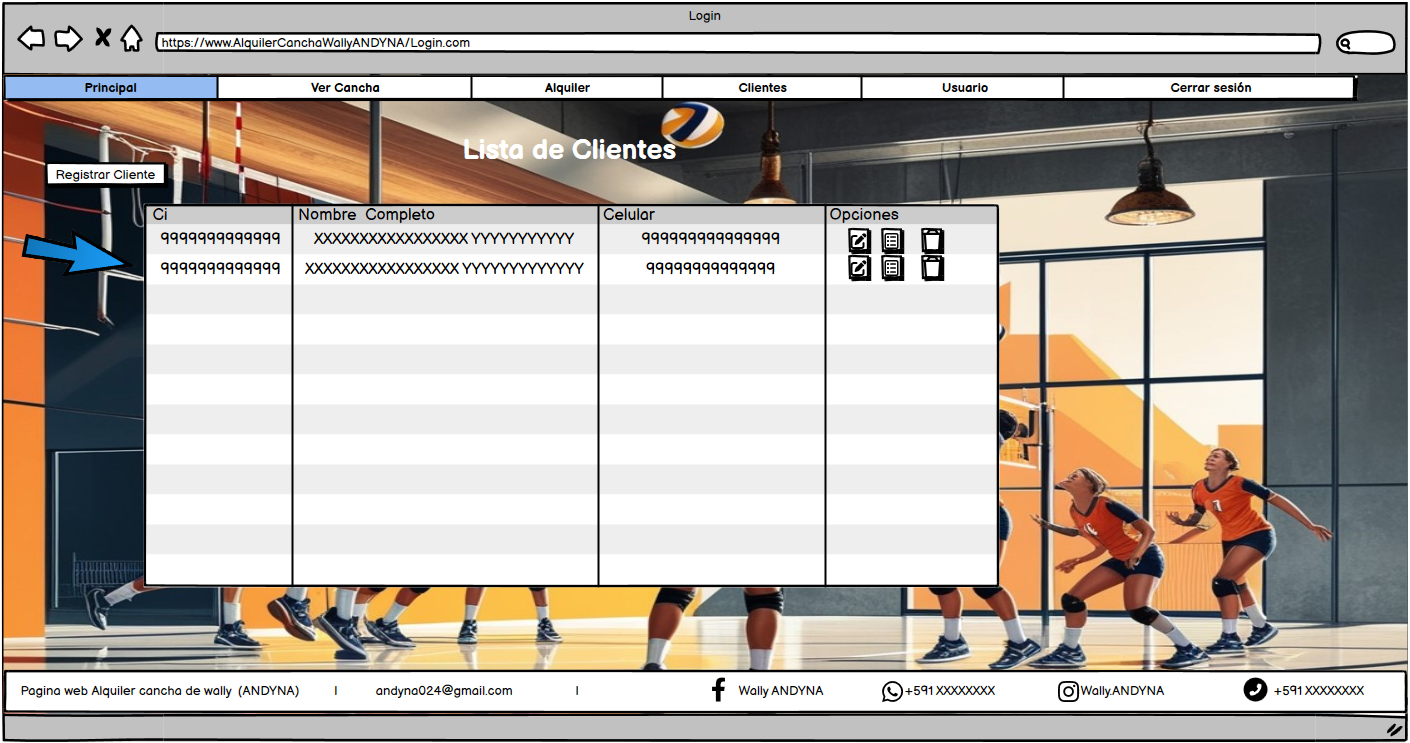 Login
https://www.AlquilerCanchaWallyANDYNA/Login.com
Principal Ver Cancha Alquiler Clientes Usuario Cerrar sesión
Lista de Clientes
Registrar Cliente
Ci Nombre Completo Celular Opciones
9999999999999 XXXXXXXXXXXXXXXXX YYYYYYYYYYY 999999999999999
9999999999999 XXXXXXXXXXXXXXXXX YYYYYYYYYYYYY 99999999999999
Pagina web Alquiler cancha de wally (ANDYNA) | andyna024@gmail.com | Wally ANDYNA +591 XXXXXXXX Wally.ANDYNA +591 XXXXXXXX